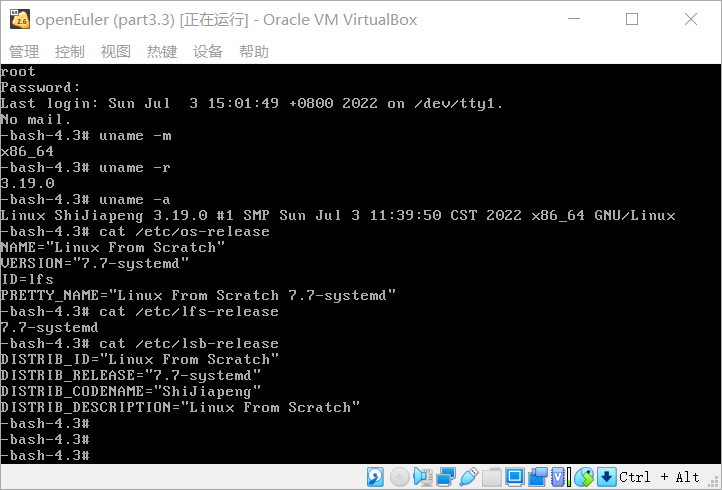 openEuler (part3.3) [正在运行] - Oracle VM VirtualBox
管理 控制 视图 热键 设备 帮助
root
Password:
Last login: Sun Jul  3 15:01:49 +0800 2022 on /dev/tty1.
No mail.
-bash-4.3# uname -m
x86_64
-bash-4.3# uname -r
3.19.0
-bash-4.3# uname -a
Linux ShiJiapeng 3.19.0 #1 SMP Sun Jul 3 11:39:50 CST 2022 x86_64 GNU/Linux
-bash-4.3# cat /etc/os-release
NAME="Linux From Scratch"
VERSION="7.7-systemd"
ID=lfs
PRETTY_NAME="Linux From Scratch 7.7-systemd"
-bash-4.3# cat /etc/lfs-release
7.7-systemd
-bash-4.3# cat /etc/lsb-release
DISTRIB_ID="Linux From Scratch"
DISTRIB_RELEASE="7.7-systemd"
DISTRIB_CODENAME="ShiJiapeng"
DISTRIB_DESCRIPTION="Linux From Scratch"
-bash-4.3#
-bash-4.3#
-bash-4.3#
Ctrl + Alt